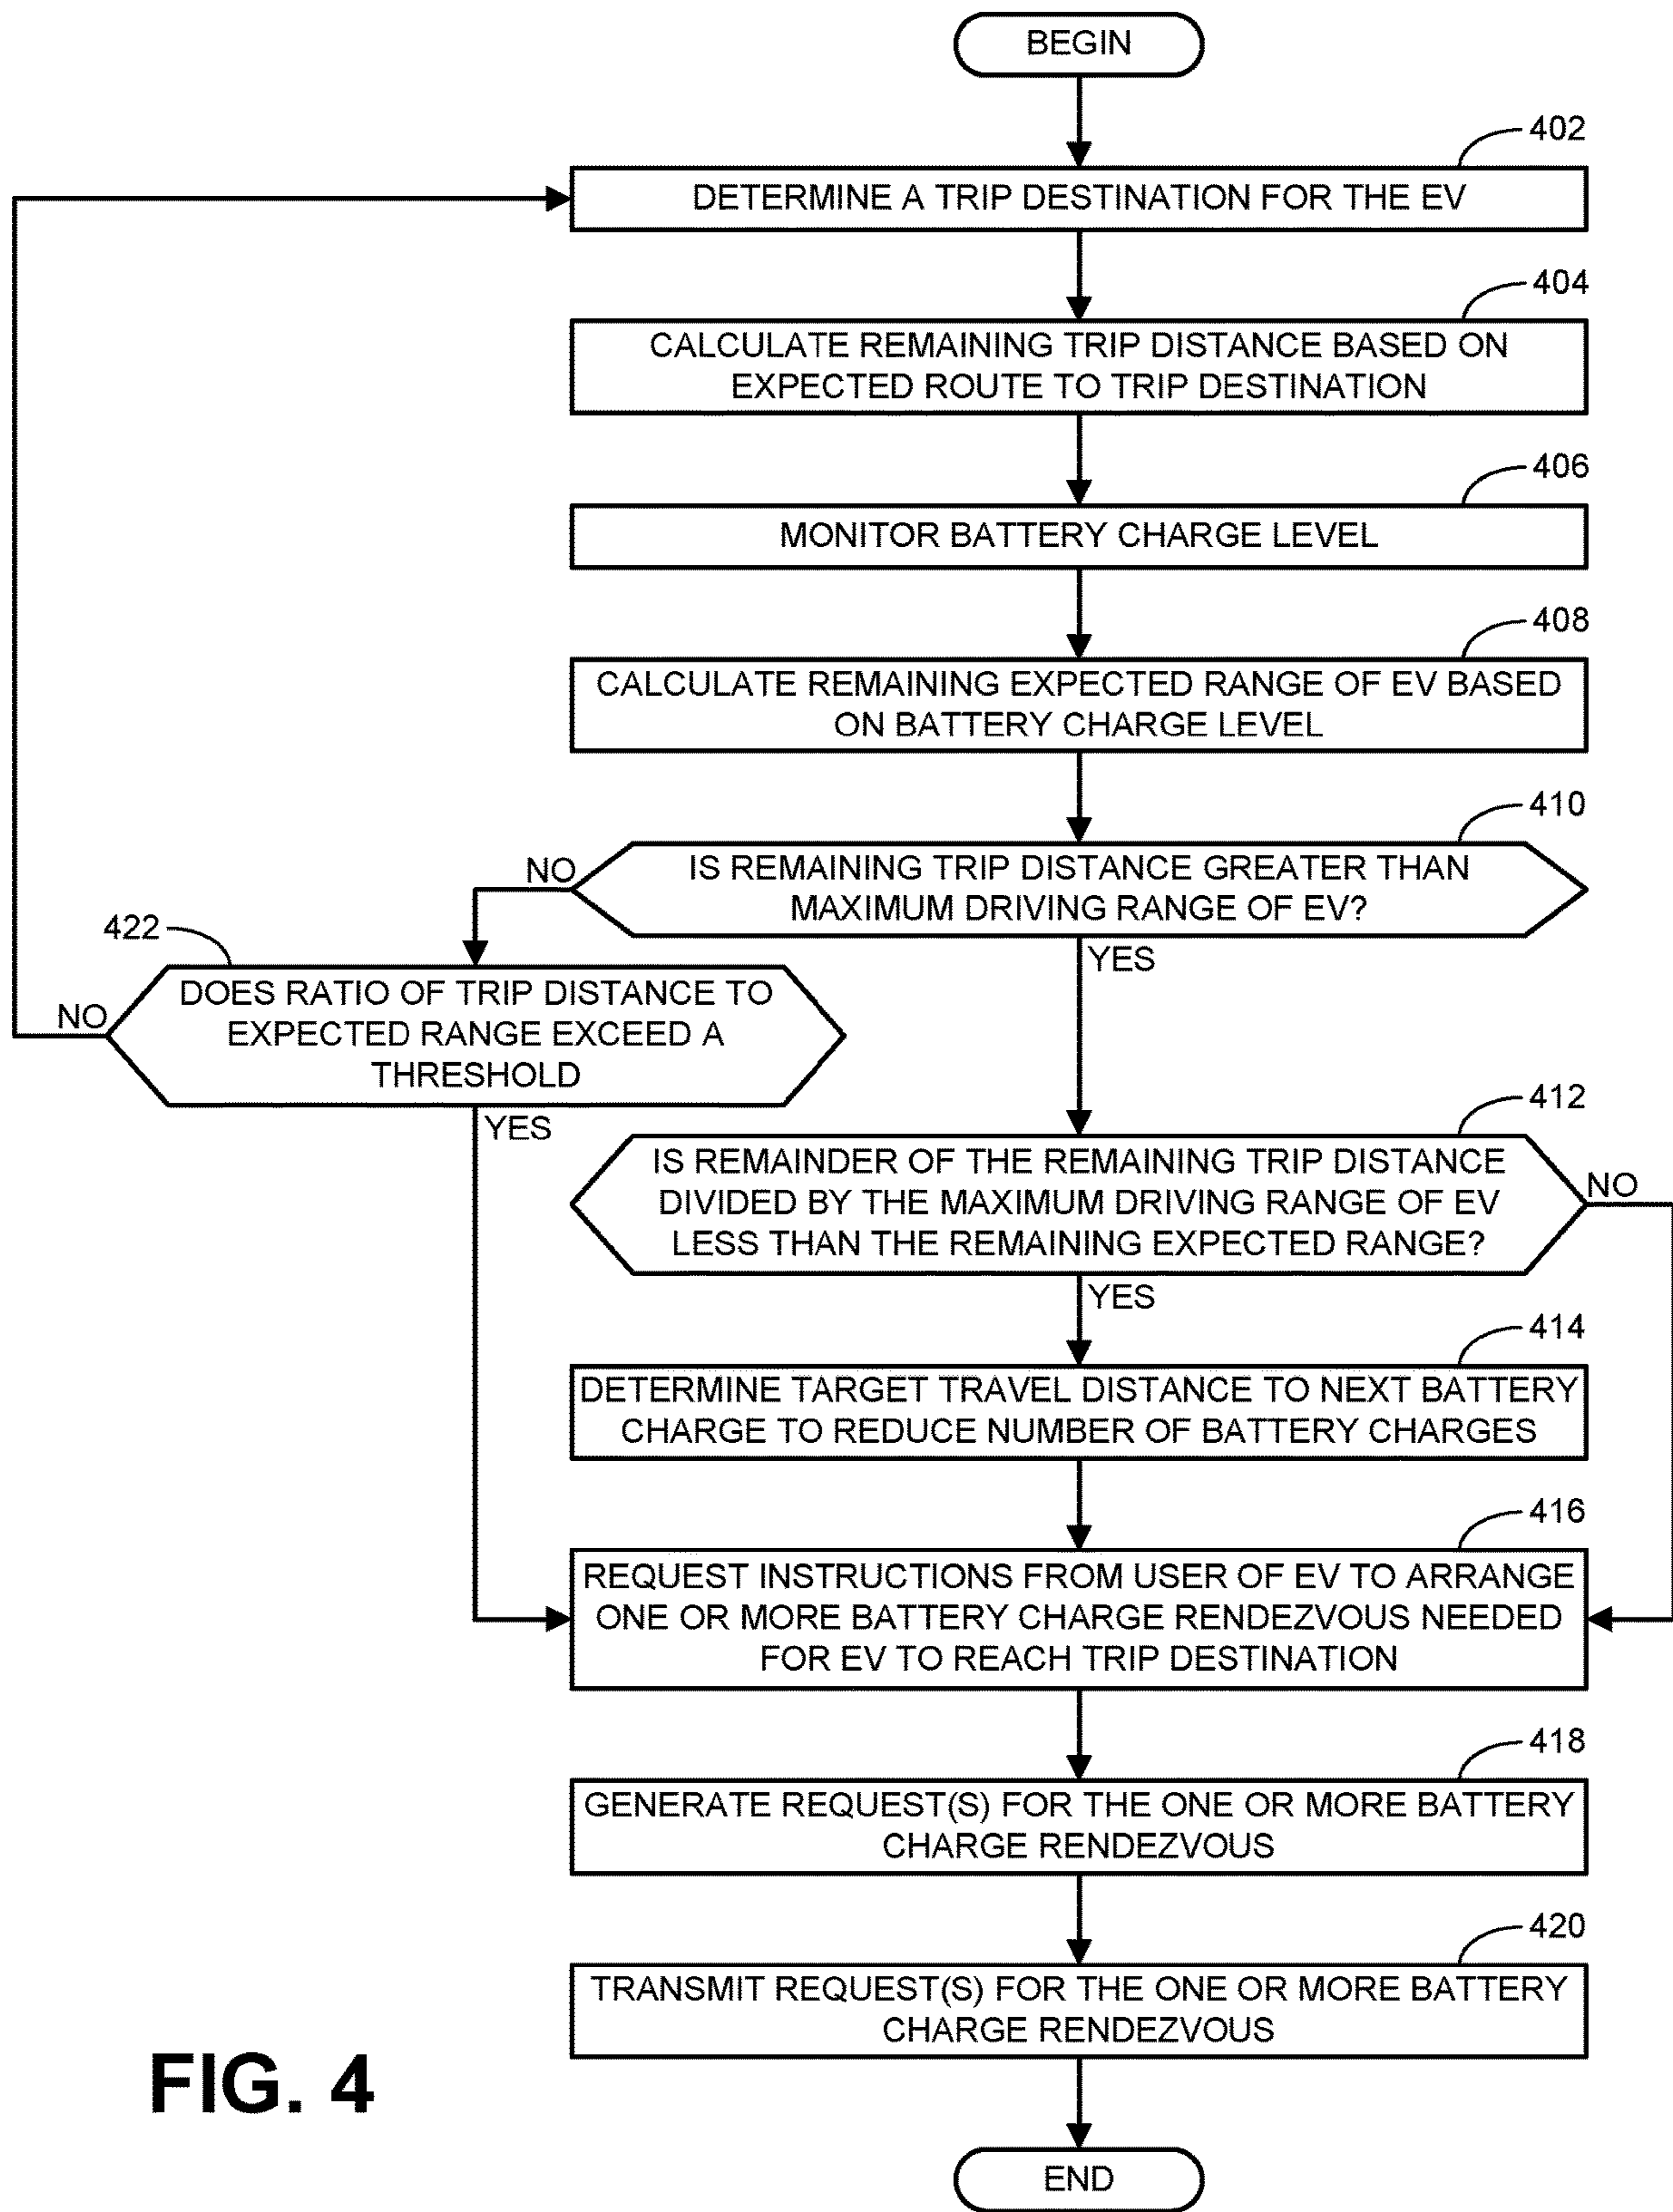 BEGIN
402
DETERMINE A TRIP DESTINATION FOR THE EV
404
CALCULATE REMAINING TRIP DISTANCE BASED ON
EXPECTED ROUTE TO TRIP DESTINATION
406
MONITOR BATTERY CHARGE LEVEL
408
CALCULATE REMAINING EXPECTED RANGE OF EV BASED
ON BATTERY CHARGE LEVEL
410
IS REMAINING TRIP DISTANCE GREATER THAN
MAXIMUM DRIVING RANGE OF EV?
NO
YES
422
DOES RATIO OF TRIP DISTANCE TO
EXPECTED RANGE EXCEED A
THRESHOLD
NO
YES
412
IS REMAINDER OF THE REMAINING TRIP DISTANCE
DIVIDED BY THE MAXIMUM DRIVING RANGE OF EV
LESS THAN THE REMAINING EXPECTED RANGE?
NO
YES
414
DETERMINE TARGET TRAVEL DISTANCE TO NEXT BATTERY
CHARGE TO REDUCE NUMBER OF BATTERY CHARGES
416
REQUEST INSTRUCTIONS FROM USER OF EV TO ARRANGE
ONE OR MORE BATTERY CHARGE RENDEZVOUS NEEDED
FOR EV TO REACH TRIP DESTINATION
418
GENERATE REQUEST(S) FOR THE ONE OR MORE BATTERY
CHARGE RENDEZVOUS
420
TRANSMIT REQUEST(S) FOR THE ONE OR MORE BATTERY
CHARGE RENDEZVOUS
END
FIG. 4